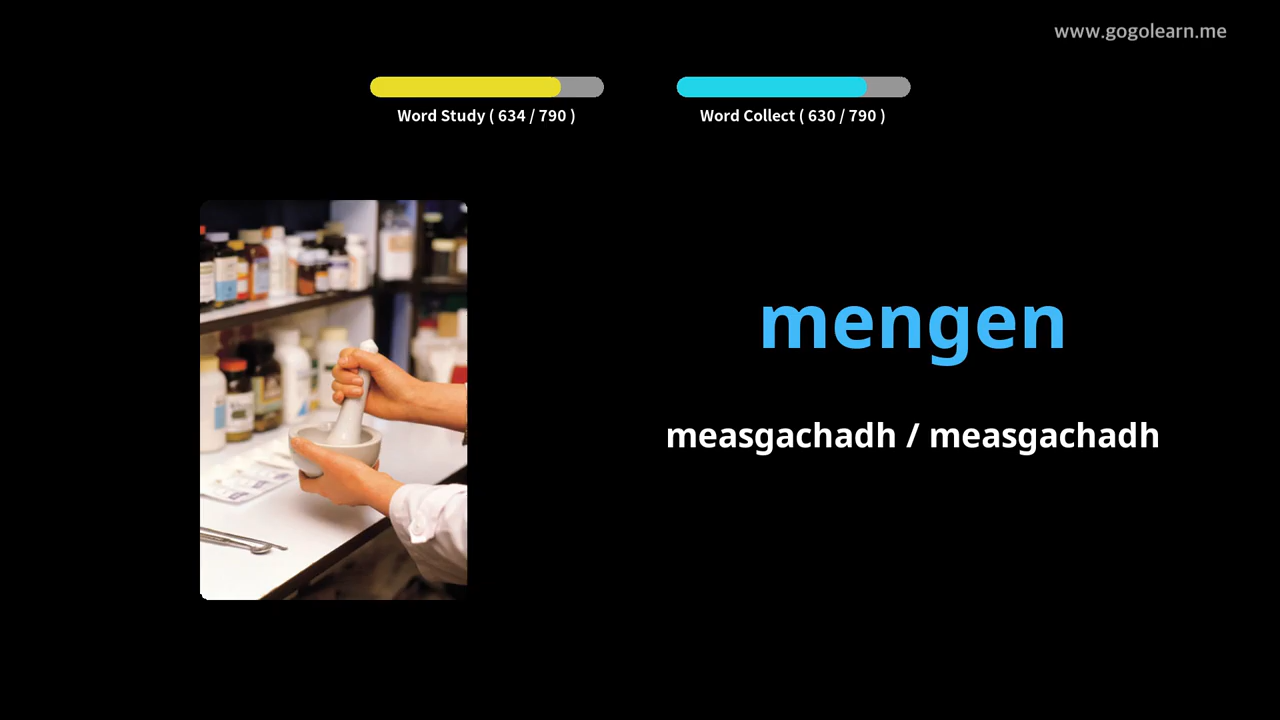 www.gogolearn.me
Word Study ( 634 / 790 )
Word Collect ( 630 / 790 )
mengen
measgachadh / measgachadh